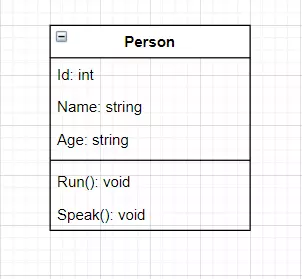 Person
Id: int
Name: string
Age: string
Run(): void
Speak(): void